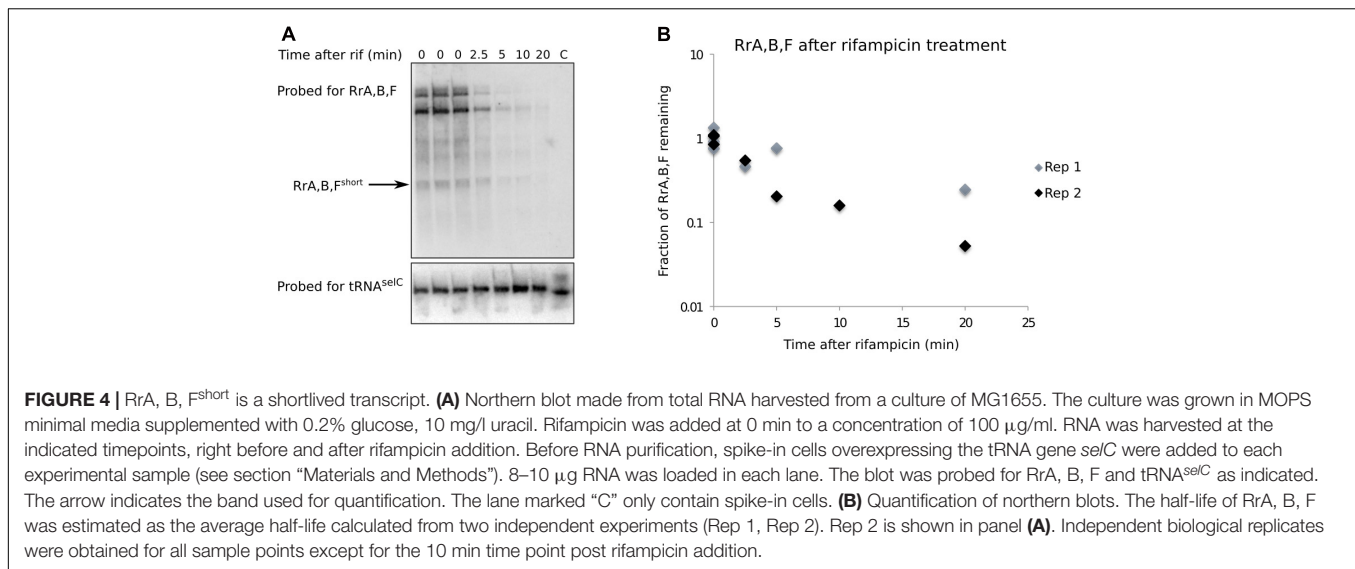 A
Time after rif (min) 0 0 0 2.5 5 10 20 C
Probed for RrA,B,F
RrA,B,Fshort
Probed for tRNAselC
B
RrA,B,F after rifampicin treatment
Fraction of RrA,B,F remaining
10
1
0.1
0.01
0 5 10 15 20 25
Time after rifampicin (min)
Rep 1
Rep 2
FIGURE 4 | RrA, B, Fshort is a shortlived transcript. (A) Northern blot made from total RNA harvested from a culture of MG1655. The culture was grown in MOPS
minimal media supplemented with 0.2% glucose, 10 mg/l uracil. Rifampicin was added at 0 min to a concentration of 100 μg/ml. RNA was harvested at the
indicated timepoints, right before and after rifampicin addition. Before RNA purification, spike-in cells overexpressing the tRNA gene selC were added to each
experimental sample (see section “Materials and Methods”). 8–10 μg RNA was loaded in each lane. The blot was probed for RrA, B, F and tRNAselC as indicated.
The arrow indicates the band used for quantification. The lane marked “C” only contain spike-in cells. (B) Quantification of northern blots. The half-life of RrA, B, F
was estimated as the average half-life calculated from two independent experiments (Rep 1, Rep 2). Rep 2 is shown in panel (A). Independent biological replicates
were obtained for all sample points except for the 10 min time point post rifampicin addition.